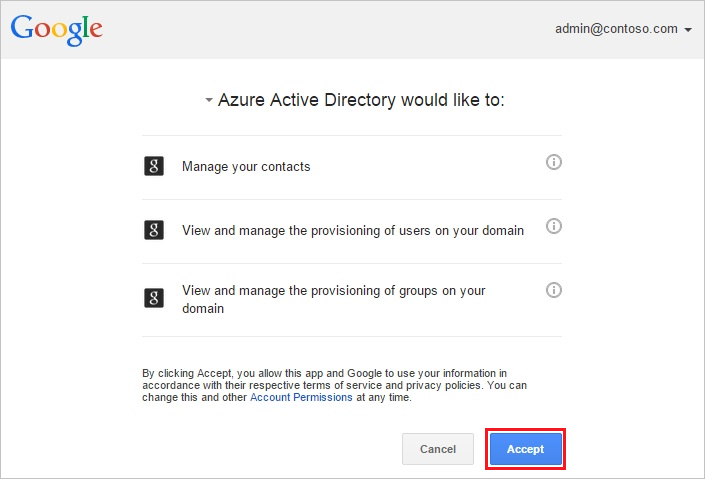 Google
admin@contoso.com
Azure Active Directory would like to:
g
Manage your contacts
g
View and manage the provisioning of users on your domain
g
View and manage the provisioning of groups on your
domain
By clicking Accept, you allow this app and Google to use your information in
accordance with their respective terms of service and privacy policies. You can
change this and other Account Permissions at any time.
Cancel
Accept